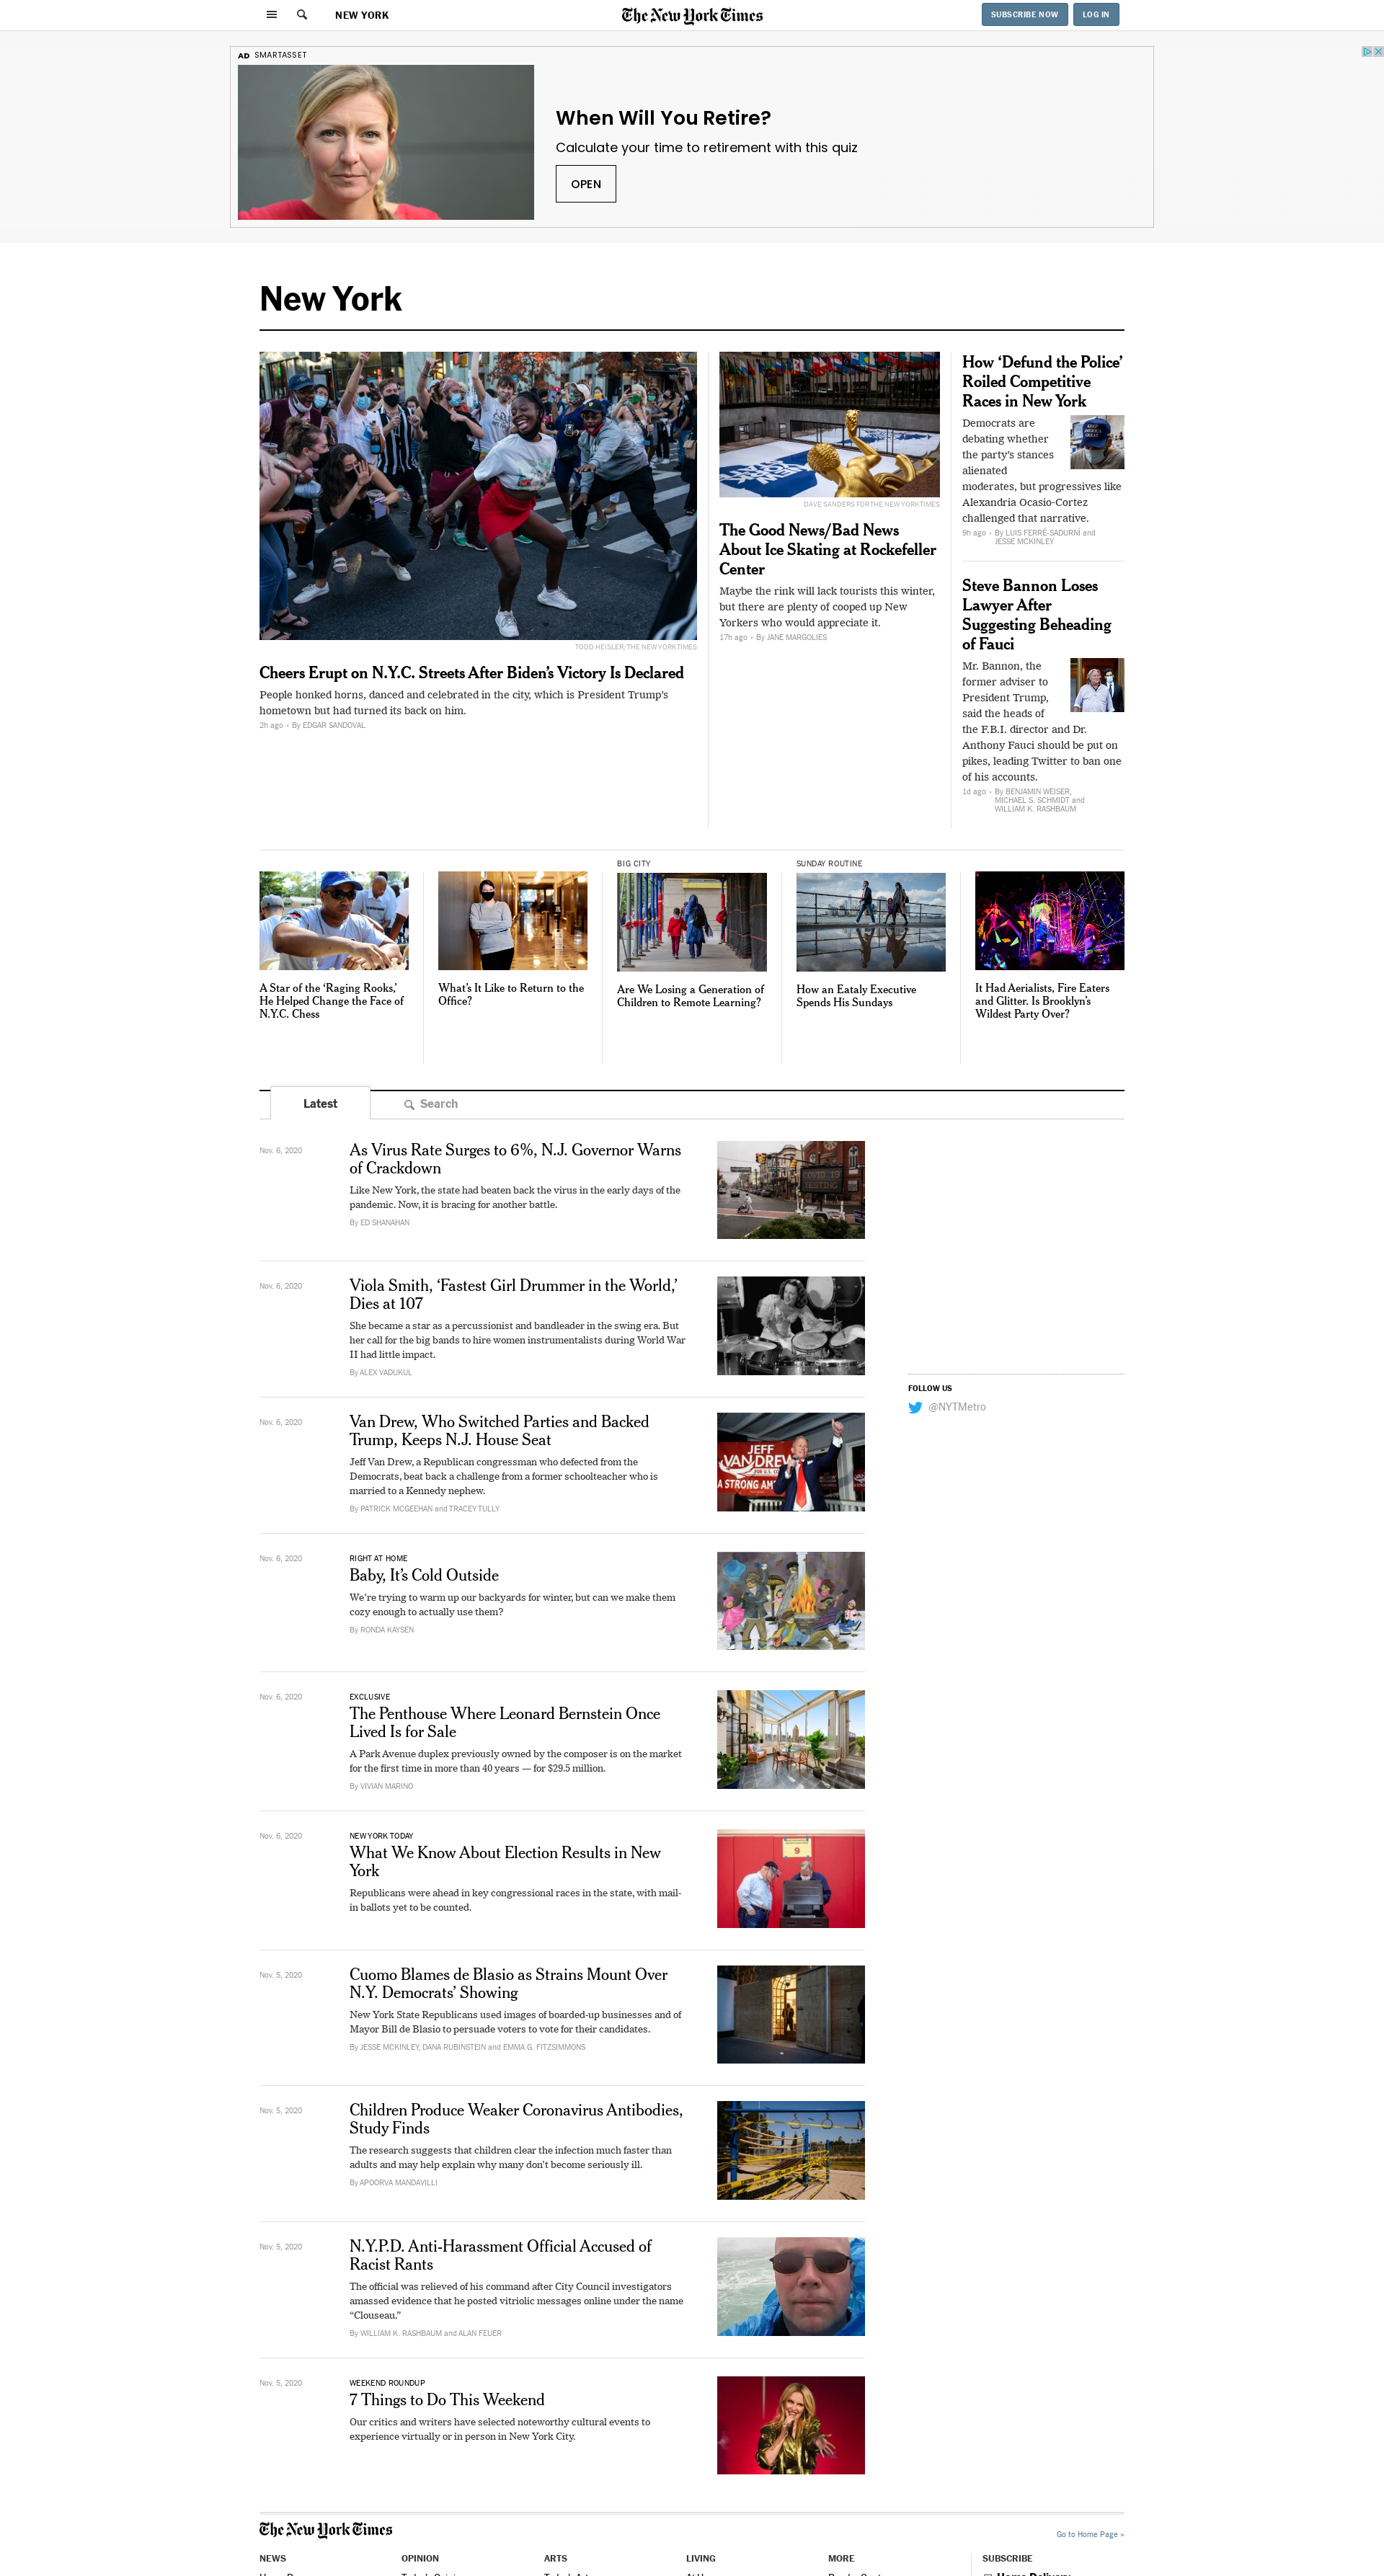 NEW YORK
The New York Times
SUBSCRIBE NOW
LOG IN
AD SMARTASSET
When Will You Retire?
Calculate your time to retirement with this quiz
OPEN
New York
TODD HEISLER/THE NEW YORK TIMES
Cheers Erupt on N.Y.C. Streets After Biden’s Victory Is Declared
People honked horns, danced and celebrated in the city, which is President Trump’s
hometown but had turned its back on him.
2h ago • By EDGAR SANDOVAL
DAVE SANDERS FOR THE NEW YORK TIMES
The Good News/Bad News
About Ice Skating at Rockefeller
Center
Maybe the rink will lack tourists this winter,
but there are plenty of cooped up New
Yorkers who would appreciate it.
17h ago • By JANE MARGOLIES
How ‘Defund the Police’
Roiled Competitive
Races in New York
Democrats are
debating whether
the party’s stances
alienated
moderates, but progressives like
Alexandria Ocasio-Cortez
challenged that narrative.
9h ago • By LUIS FERRÉ-SADURNÍ and
JESSE MCKINLEY
Steve Bannon Loses
Lawyer After
Suggesting Beheading
of Fauci
Mr. Bannon, the
former adviser to
President Trump,
said the heads of
the F.B.I. director and Dr.
Anthony Fauci should be put on
pikes, leading Twitter to ban one
of his accounts.
1d ago • By BENJAMIN WEISER,
MICHAEL S. SCHMIDT and
WILLIAM K. RASHBAUM
A Star of the ‘Raging Rooks,’
He Helped Change the Face of
N.Y.C. Chess
What’s It Like to Return to the
Office?
BIG CITY
Are We Losing a Generation of
Children to Remote Learning?
SUNDAY ROUTINE
How an Eataly Executive
Spends His Sundays
It Had Aerialists, Fire Eaters
and Glitter. Is Brooklyn’s
Wildest Party Over?
Latest
Search
Nov. 6, 2020
As Virus Rate Surges to 6%, N.J. Governor Warns
of Crackdown
Like New York, the state had beaten back the virus in the early days of the
pandemic. Now, it is bracing for another battle.
By ED SHANAHAN
COVID 19
TESTING
Nov. 6, 2020
Viola Smith, ‘Fastest Girl Drummer in the World,’
Dies at 107
She became a star as a percussionist and bandleader in the swing era. But
her call for the big bands to hire women instrumentalists during World War
II had little impact.
By ALEX VADUKUL
FOLLOW US
@NYTMetro
Nov. 6, 2020
Van Drew, Who Switched Parties and Backed
Trump, Keeps N.J. House Seat
Jeff Van Drew, a Republican congressman who defected from the
Democrats, beat back a challenge from a former schoolteacher who is
married to a Kennedy nephew.
By PATRICK MCGEEHAN and TRACEY TULLY
JEFF
VAN DREW
FOR U.S.
A STRONG AM
Nov. 6, 2020
RIGHT AT HOME
Baby, It’s Cold Outside
We’re trying to warm up our backyards for winter, but can we make them
cozy enough to actually use them?
By RONDA KAYSEN
Nov. 6, 2020
EXCLUSIVE
The Penthouse Where Leonard Bernstein Once
Lived Is for Sale
A Park Avenue duplex previously owned by the composer is on the market
for the first time in more than 40 years — for $29.5 million.
By VIVIAN MARINO
Nov. 6, 2020
NEW YORK TODAY
What We Know About Election Results in New
York
Republicans were ahead in key congressional races in the state, with mail-
in ballots yet to be counted.
9
Nov. 5, 2020
Cuomo Blames de Blasio as Strains Mount Over
N.Y. Democrats’ Showing
New York State Republicans used images of boarded-up businesses and of
Mayor Bill de Blasio to persuade voters to vote for their candidates.
By JESSE MCKINLEY, DANA RUBINSTEIN and EMMA G. FITZSIMMONS
Nov. 5, 2020
Children Produce Weaker Coronavirus Antibodies,
Study Finds
The research suggests that children clear the infection much faster than
adults and may help explain why many don’t become seriously ill.
By APOORVA MANDAVILLI
Nov. 5, 2020
N.Y.P.D. Anti-Harassment Official Accused of
Racist Rants
The official was relieved of his command after City Council investigators
amassed evidence that he posted vitriolic messages online under the name
“Clouseau.”
By WILLIAM K. RASHBAUM and ALAN FEUER
Nov. 5, 2020
WEEKEND ROUNDUP
7 Things to Do This Weekend
Our critics and writers have selected noteworthy cultural events to
experience virtually or in person in New York City.
The New York Times
Go to Home Page »
NEWS
OPINION
ARTS
LIVING
MORE
SUBSCRIBE